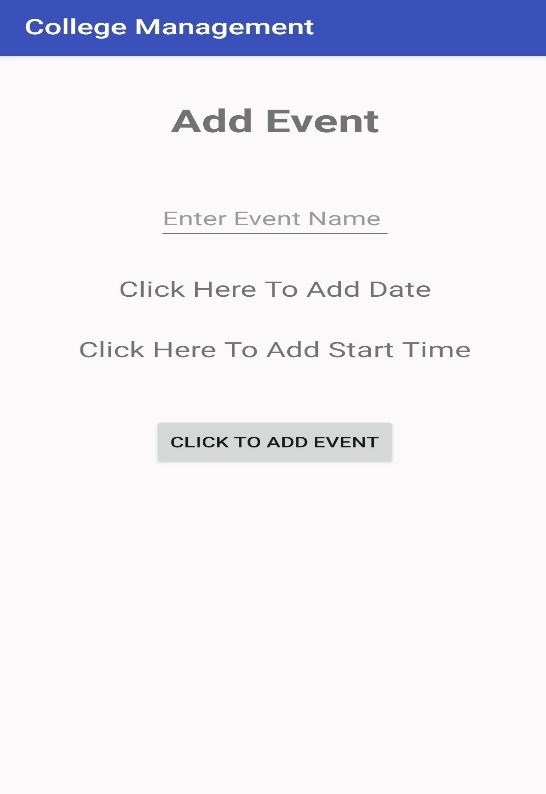 College Management
Add Event
Enter Event Name
Click Here To Add Date
Click Here To Add Start Time
CLICK TO ADD EVENT